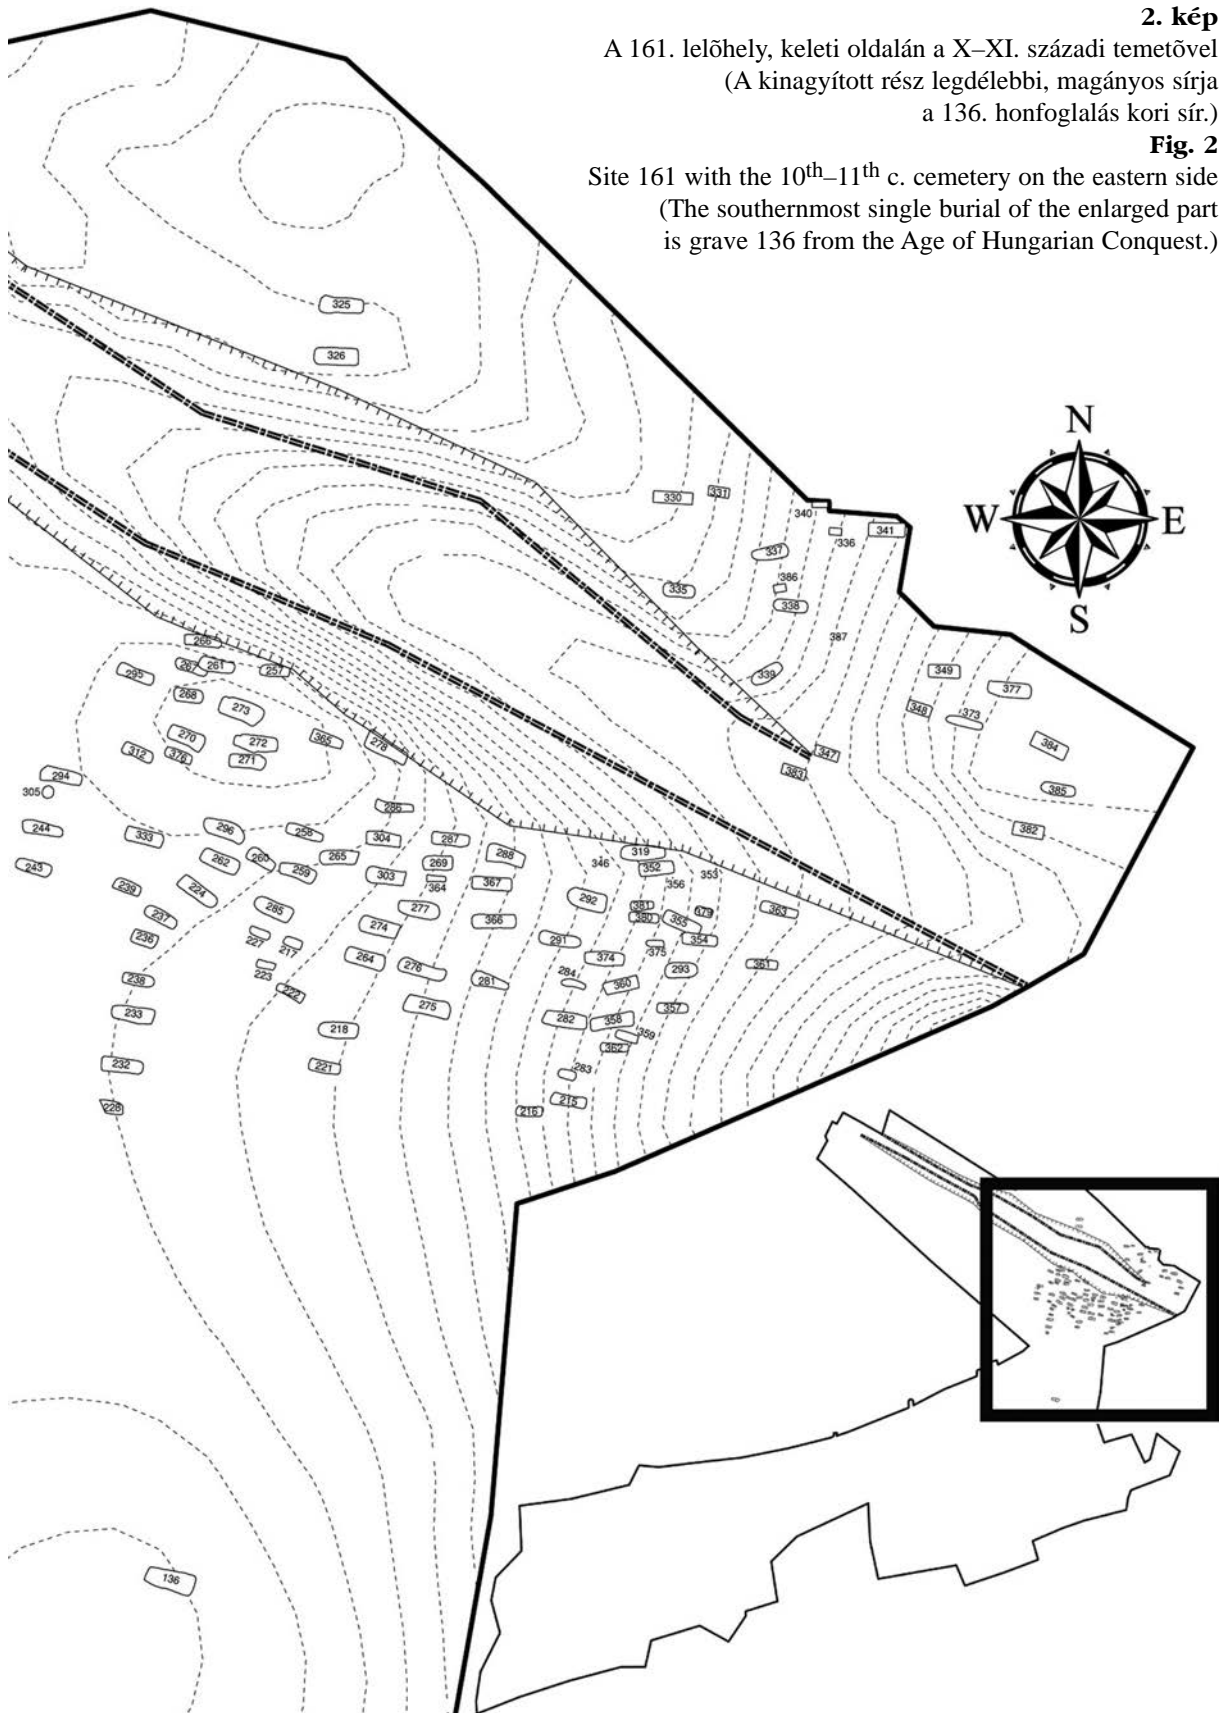 2. kép
A 161. lelõhely, keleti oldalán a X–XI. századi temetõvel
(A kinagyított rész legdélebbi, magányos sírja
a 136. honfoglalás kori sír.)
Fig. 2
Site 161 with the 10th–11th c. cemetery on the eastern side
(The southernmost single burial of the enlarged part
is grave 136 from the Age of Hungarian Conquest.)
325
326
N
W E
S
330 331
340
336 341
337
386
335 338
387
339
349
377
348 373
384
347
383
385
382
266
267 261 257
295
268
273
270 272 365 278
312 376 271
294
305
286
244 333 296 258 304 287
319
346 352 353
243 262 260 265 269 288
259 303 364 367 356
239 224
292 381 379 363
237 285 277 366 380 355
236 227 217 274 291 354
375
238 223 264 276 284 374 293 361
222 281 360
233 275 282 358 357
218 359
362
232 221 283
228 216 215
136